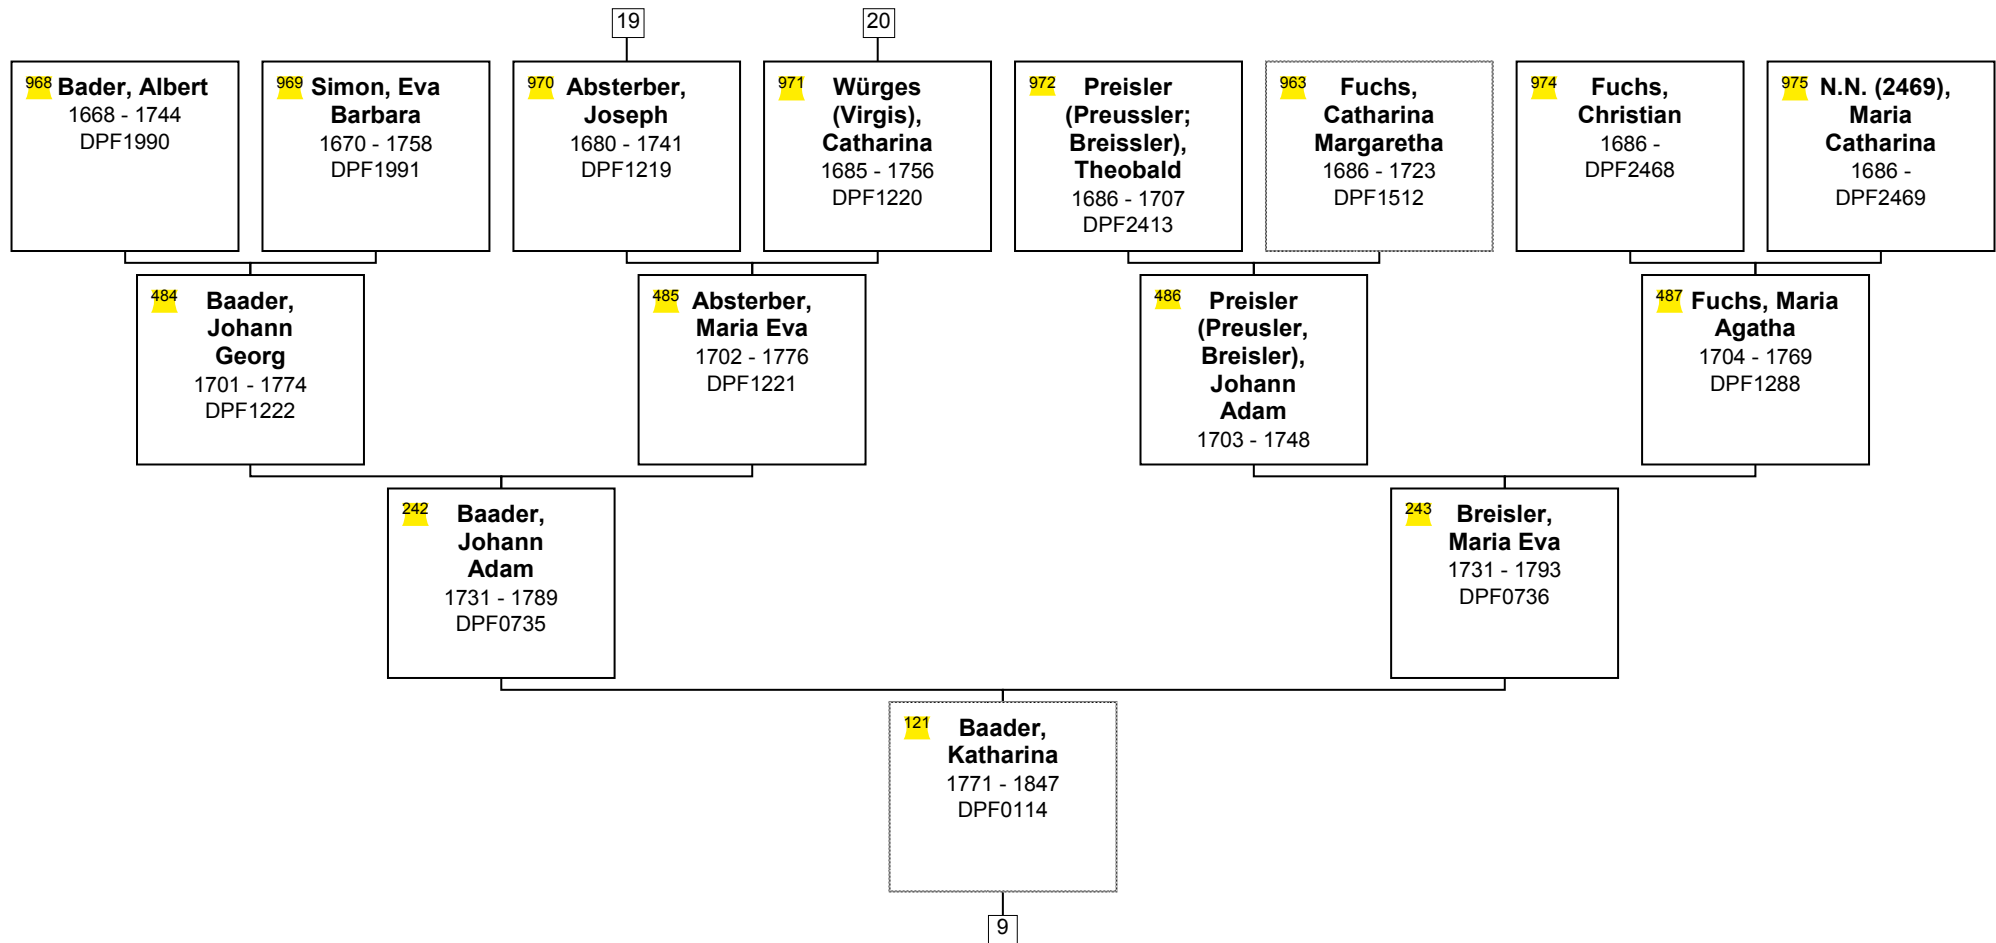 19
20
968 Bader, Albert
1668 - 1744
DPF1990
969 Simon, Eva
Barbara
1670 - 1758
DPF1991
970 Absterber,
Joseph
1680 - 1741
DPF1219
971 Würges
(Virgis),
Catharina
1685 - 1756
DPF1220
972 Preisler
(Preussler;
Breissler),
Theobald
1686 - 1707
DPF2413
963 Fuchs,
Catharina
Margaretha
1686 - 1723
DPF1512
974 Fuchs,
Christian
1686 -
DPF2468
975 N.N. (2469),
Maria
Catharina
1686 -
DPF2469
484 Baader,
Johann
Georg
1701 - 1774
DPF1222
485 Absterber,
Maria Eva
1702 - 1776
DPF1221
486 Preisler
(Preusler,
Breisler),
Johann
Adam
1703 - 1748
487 Fuchs, Maria
Agatha
1704 - 1769
DPF1288
242 Baader,
Johann
Adam
1731 - 1789
DPF0735
243 Breisler,
Maria Eva
1731 - 1793
DPF0736
121 Baader,
Katharina
1771 - 1847
DPF0114
9